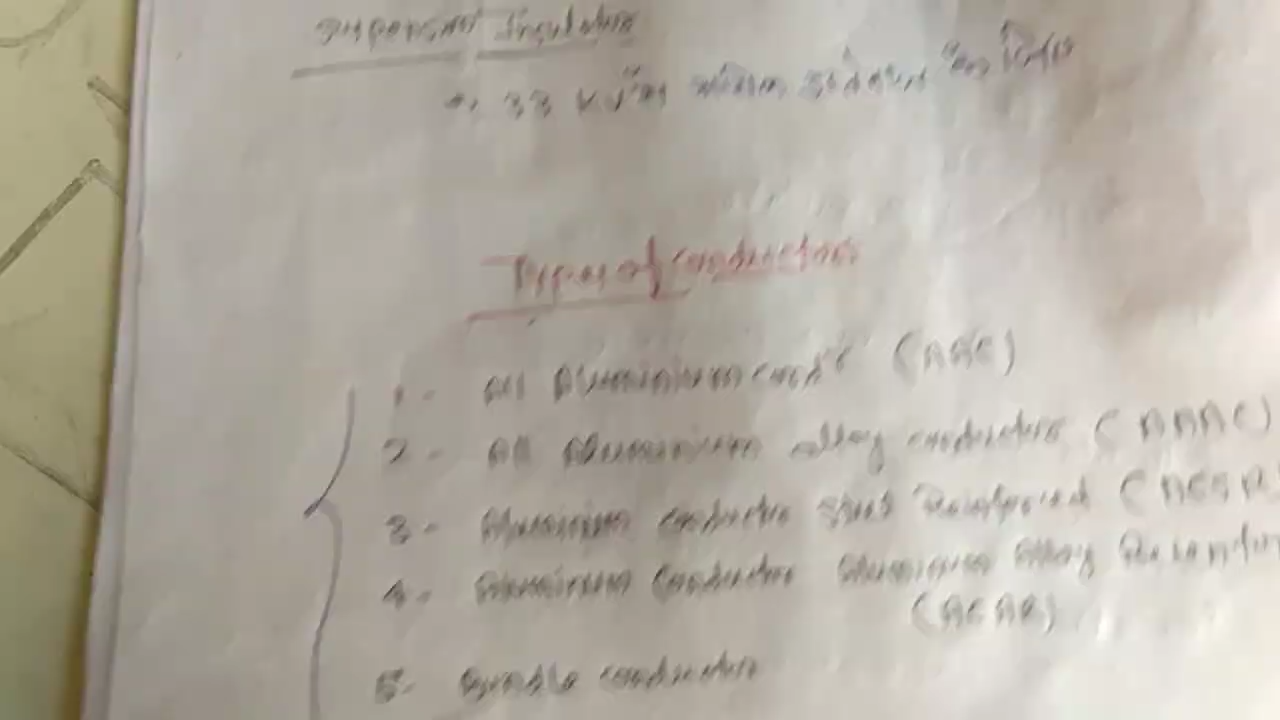 Suspension Insulator
33 KV
Types of Conductors
1- All Aluminium cond^r (AAC)
2- All Aluminium alloy conductor (AAAC)
3- Aluminium conductor Steel Reinforced (ACSR)
4- Aluminium Conductor Aluminium Alloy
(ACAR)
5- Bundle conductor